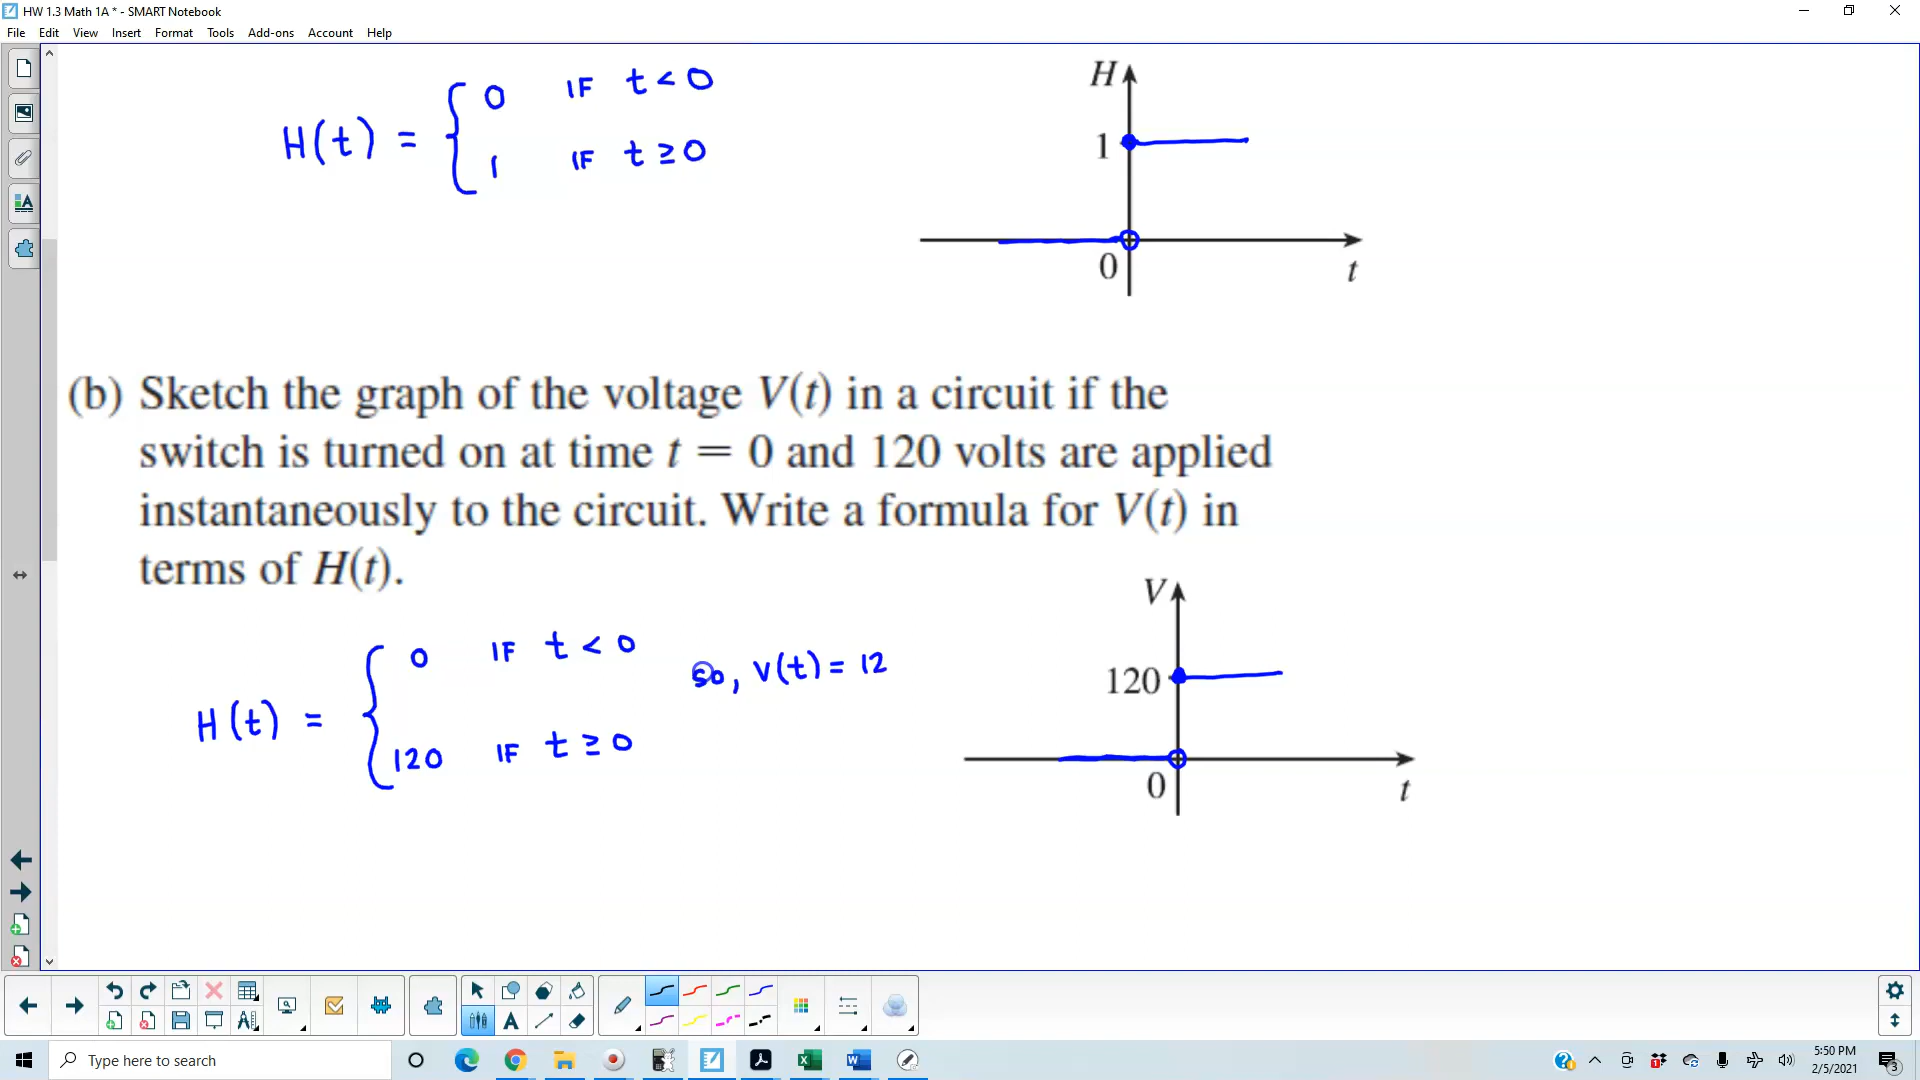 HW 1.3 Math 1A * - SMART Notebook
File Edit View Insert Format Tools Add-ons Account Help
H(t) = { 0 IF t < 0
1 IF t ≥ 0
H
1
0
t
(b) Sketch the graph of the voltage V(t) in a circuit if the
switch is turned on at time t = 0 and 120 volts are applied
instantaneously to the circuit. Write a formula for V(t) in
terms of H(t).
H(t) = { 0 IF t < 0
120 IF t ≥ 0
so, V(t) = 12
V
120
0
t
Type here to search
5:50 PM
2/5/2021
3